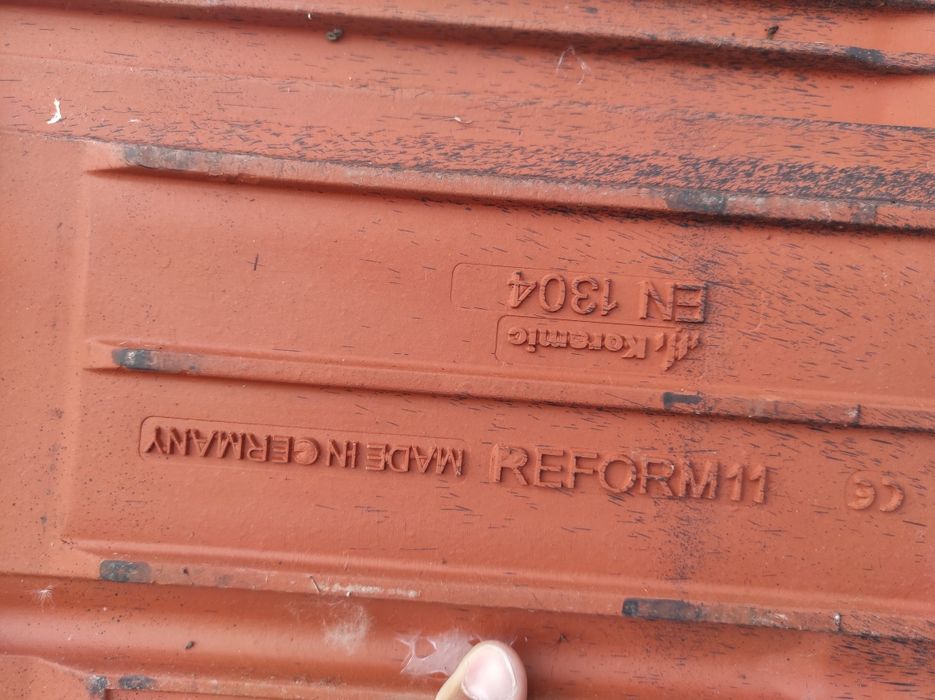 EN 1304
Koramic
MADE IN GERMANY
REFORM11
CE